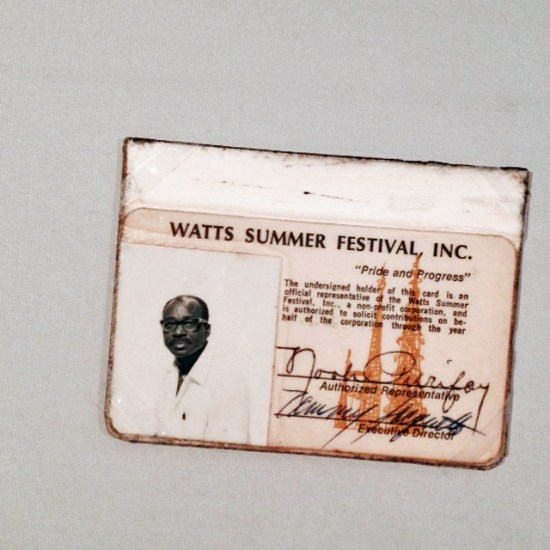 WATTS SUMMER FESTIVAL, INC.
"Pride and Progress"
The undersigned holder of this card is an
official representative of the Watts Summer
Festival, Inc., a non-profit corporation, and
is authorized to solicit contributions on be-
half of the corporation through the year
Noah Purifoy
Authorized Representative
Executive Director